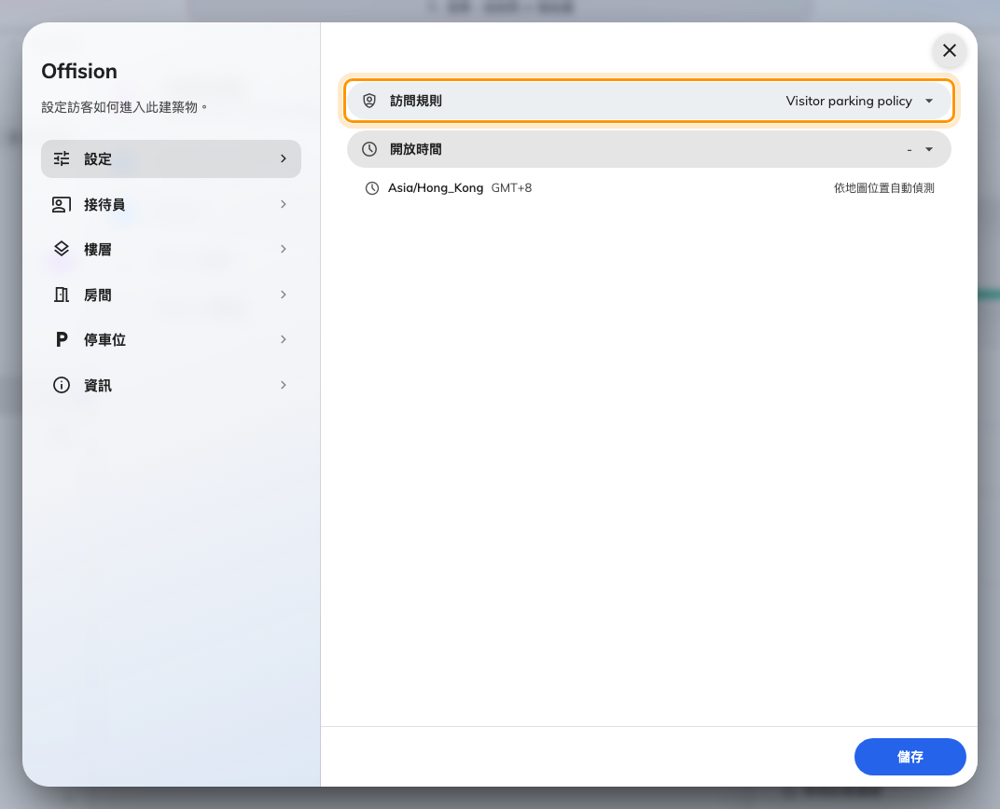 Offision
設定訪客如何進入此建築物。
設定
接待員
樓層
房間
停車位
資訊
訪問規則 Visitor parking policy
開放時間 -
Asia/Hong_Kong GMT+8 依地圖位置自動偵測
儲存